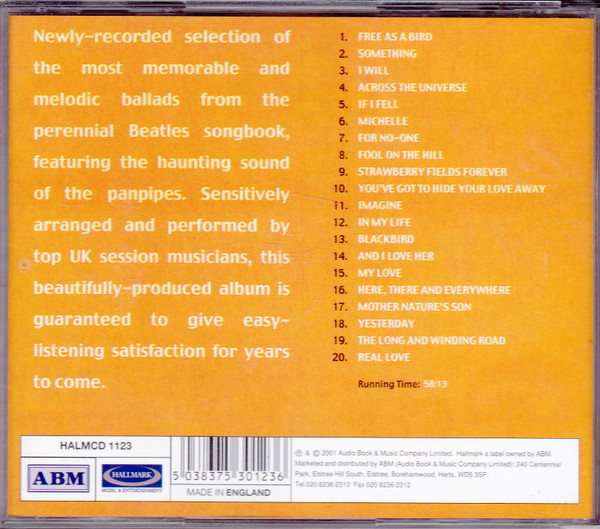 Newly-recorded selection of
the most memorable and
melodic ballads from the
perennial Beatles songbook,
featuring the haunting sound
of the panpipes. Sensitively
arranged and performed by
top UK session musicians, this
beautifully-produced album is
guaranteed to give easy-
listening satisfaction for years
to come.
1. FREE AS A BIRD
2. SOMETHING
3. I WILL
4. ACROSS THE UNIVERSE
5. IF I FELL
6. MICHELLE
7. FOR NO-ONE
8. FOOL ON THE HILL
9. STRAWBERRY FIELDS FOREVER
10. YOU'VE GOT TO HIDE YOUR LOVE AWAY
11. IMAGINE
12. IN MY LIFE
13. BLACKBIRD
14. AND I LOVE HER
15. MY LOVE
16. HERE, THERE AND EVERYWHERE
17. MOTHER NATURE'S SON
18. YESTERDAY
19. THE LONG AND WINDING ROAD
20. REAL LOVE
Running Time: 58:13
HALMCD 1123
ABM
HALLMARK
MUSIC & ENTERTAINMENT
5 038375 301236
MADE IN ENGLAND
℗ & © 2001 Audio Book & Music Company Limited. Hallmark a label owned by ABM.
Marketed and distributed by ABM (Audio Book & Music Company Limited) 240 Centennial
Park, Elstree Hill South, Elstree, Borehamwood, Herts, WD6 3SP.
Tel 020 8236 2310 Fax 020 8236 2312